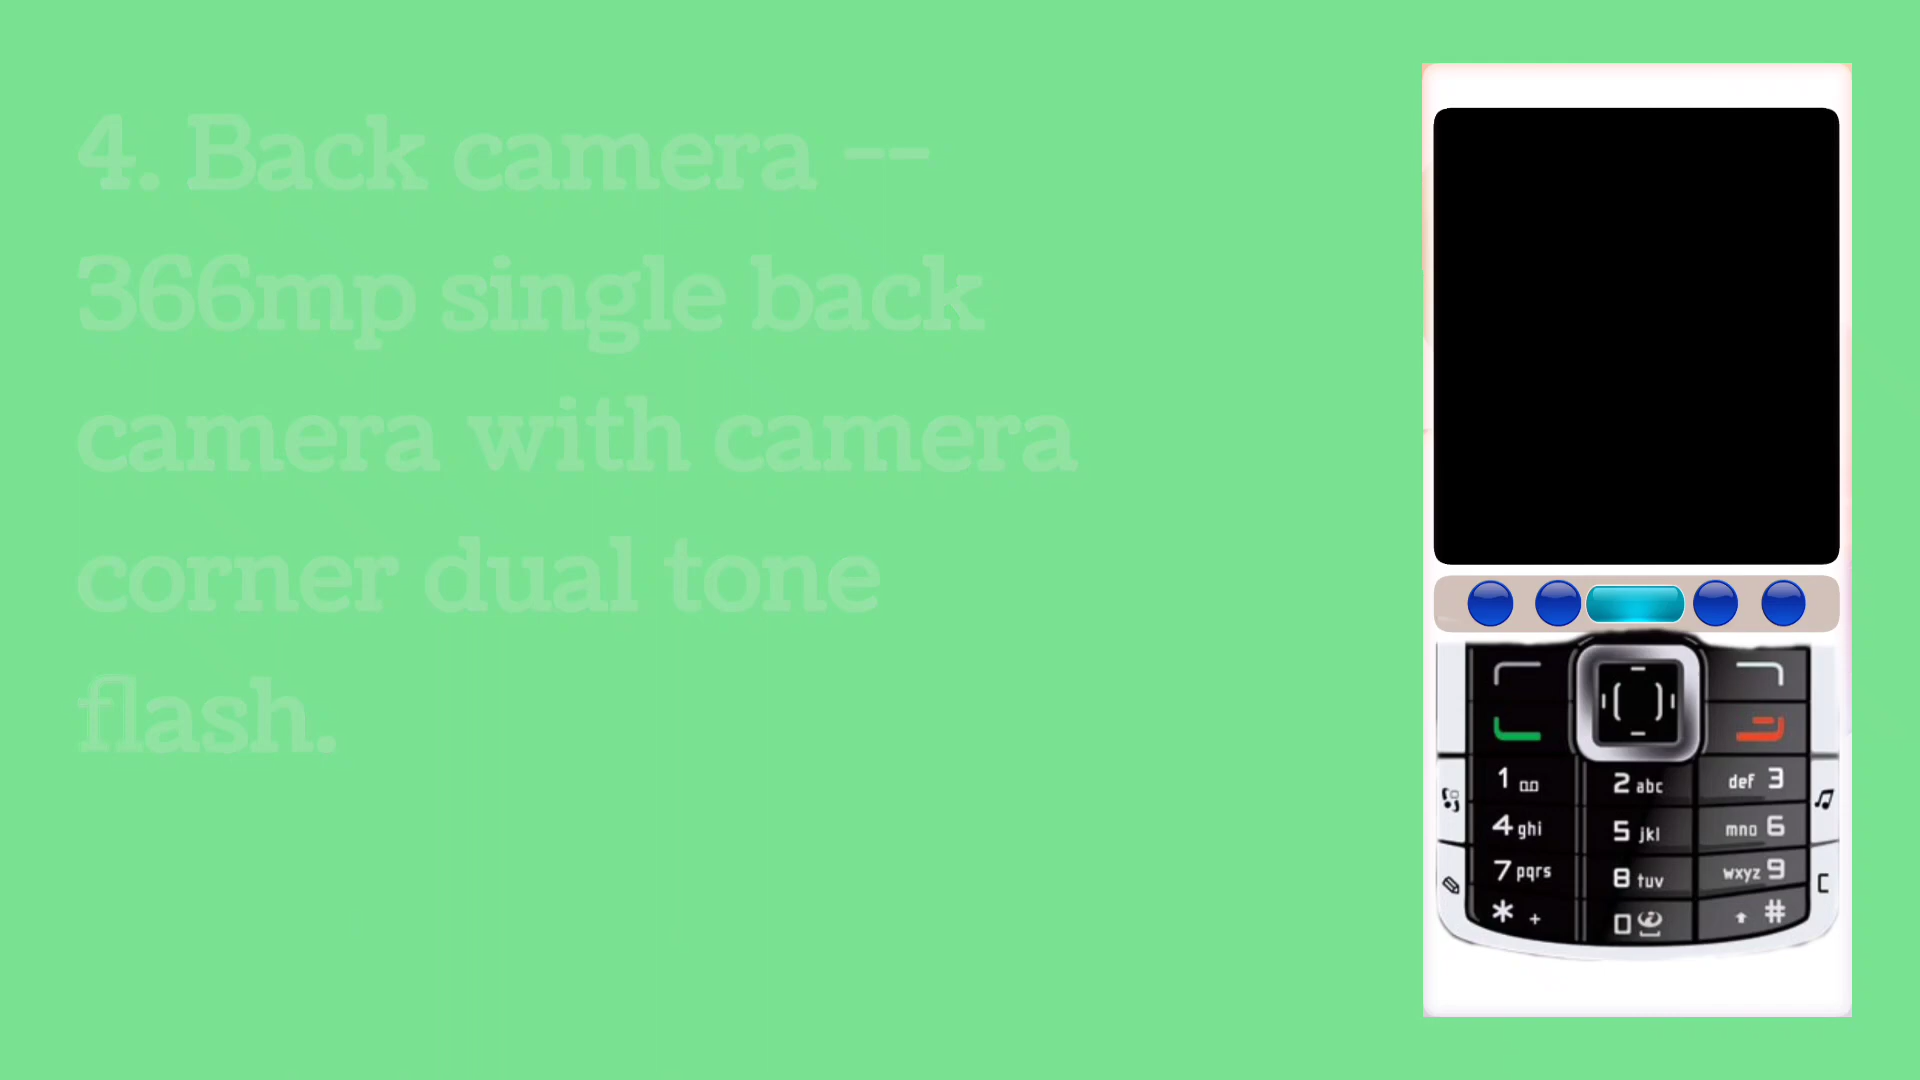 4. Back camera --
366mp single back
camera with camera
corner dual tone
flash.
1
2 abc
def 3
4 ghi
5 jkl
mno 6
7 pqrs
8 tuv
wxyz 9
* +
0
#